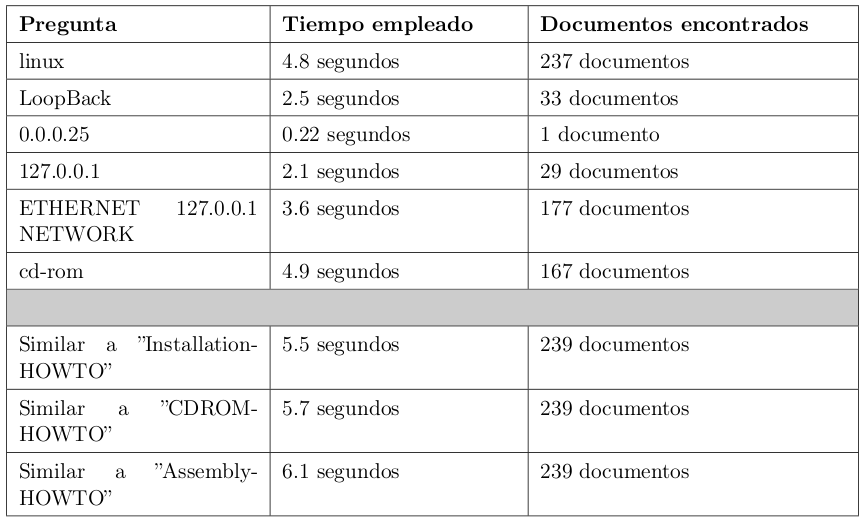 Pregunta Tiempo empleado Documentos encontrados
linux 4.8 segundos 237 documentos
LoopBack 2.5 segundos 33 documentos
0.0.0.25 0.22 segundos 1 documento
127.0.0.1 2.1 segundos 29 documentos
ETHERNET 127.0.0.1 3.6 segundos 177 documentos
NETWORK
cd-rom 4.9 segundos 167 documentos
Similar a ”Installation- 5.5 segundos 239 documentos
HOWTO”
Similar a ”CDROM- 5.7 segundos 239 documentos
HOWTO”
Similar a ”Assembly- 6.1 segundos 239 documentos
HOWTO”